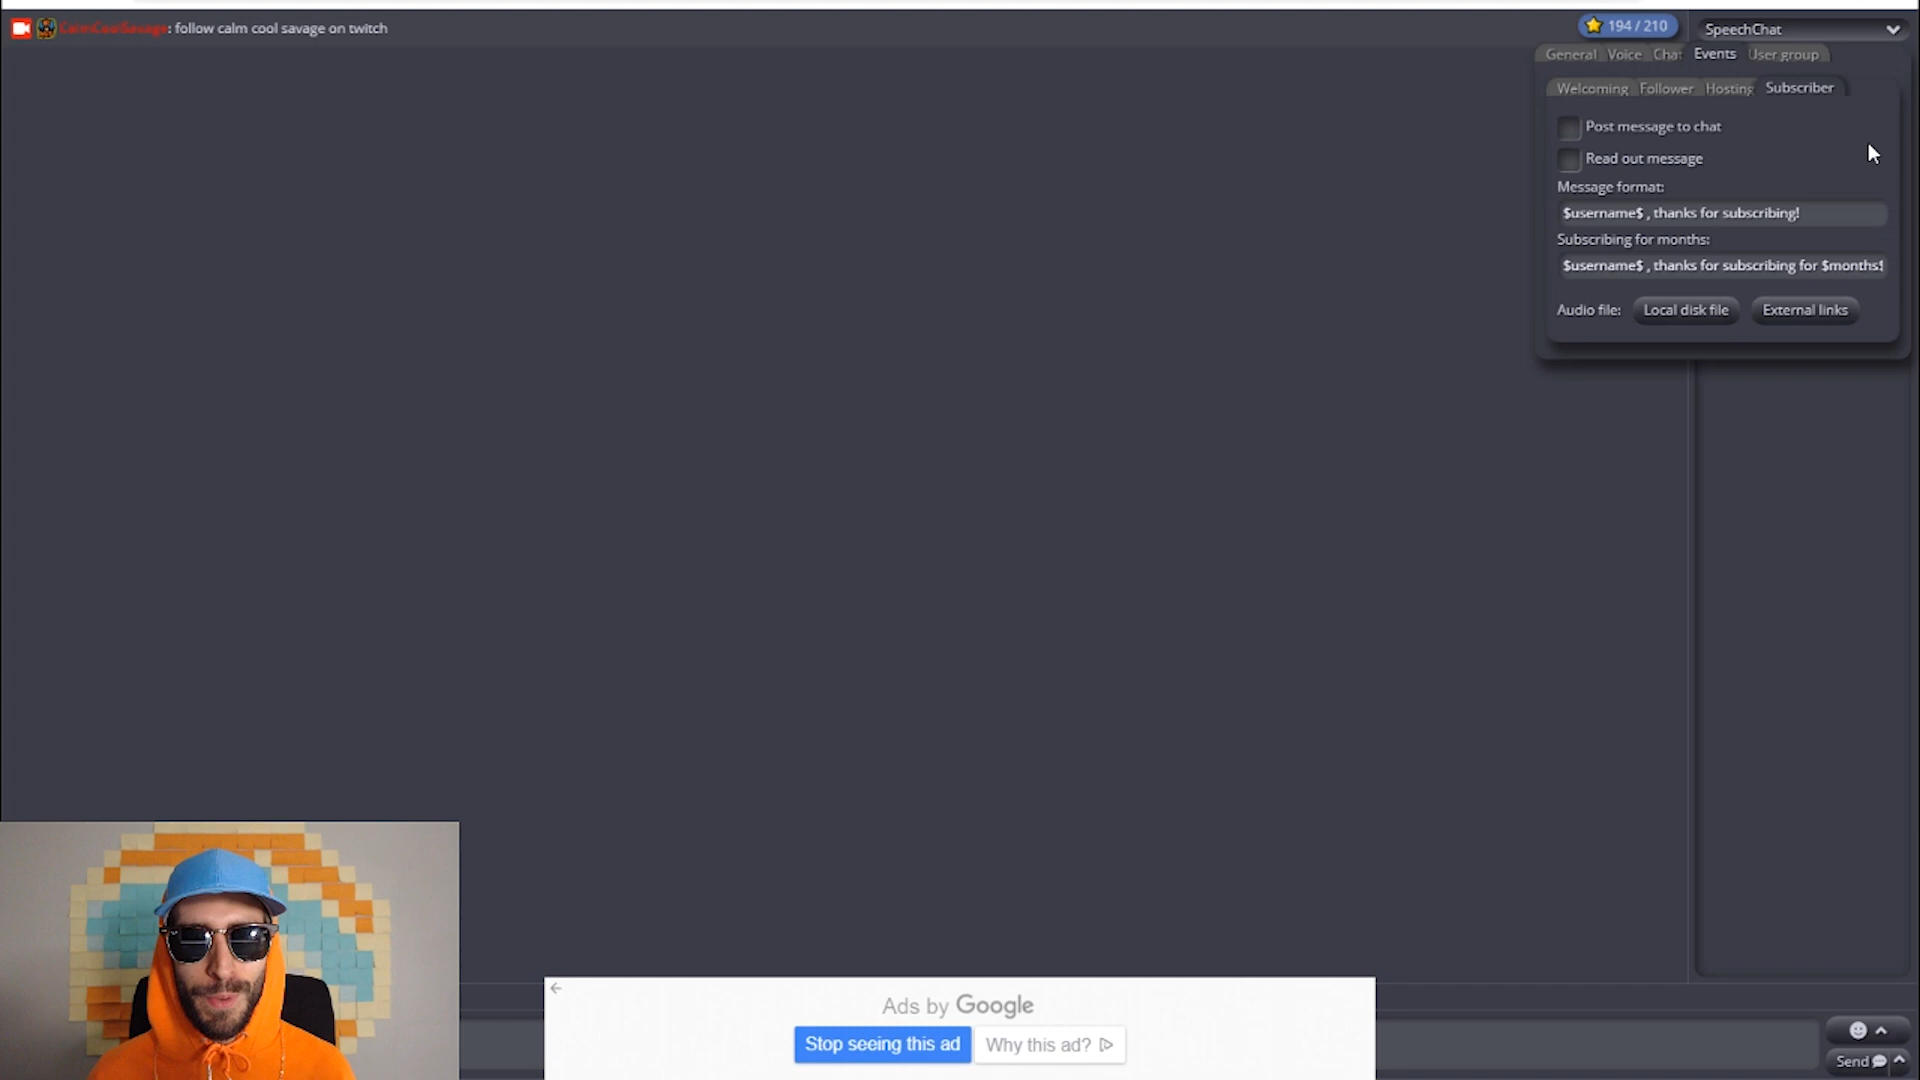 CalmCoolSavage: follow calm cool savage on twitch
194 / 210
SpeechChat
General Voice Chat Events User group
Welcoming Follower Hosting Subscriber
Post message to chat
Read out message
Message format:
$username$ , thanks for subscribing!
Subscribing for months:
$username$ , thanks for subscribing for $months$
Audio file: Local disk file External links
Ads by Google
Stop seeing this ad Why this ad?
Send